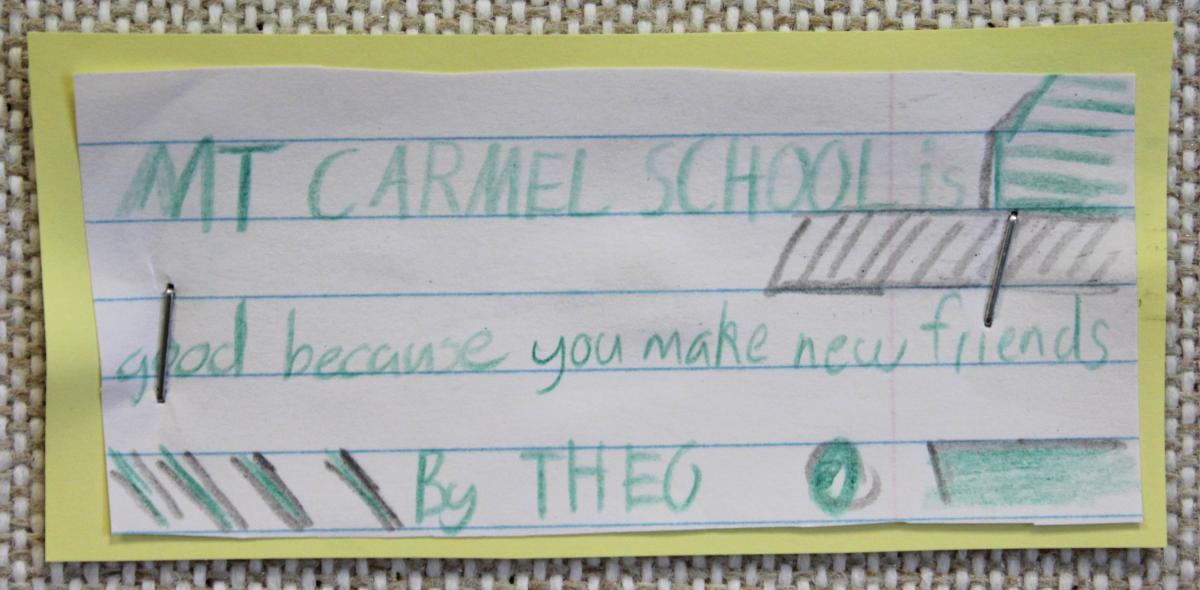 MT CARMEL SCHOOL is
good because you make new friends
By THEO